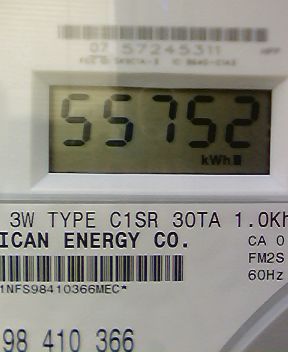 07 57245311
55752
kWh
3W TYPE C1SR 30TA 1.0Kh
ICAN ENERGY CO.
CA 0
FM2S
60Hz
1NFS98410366MEC*
98 410 366